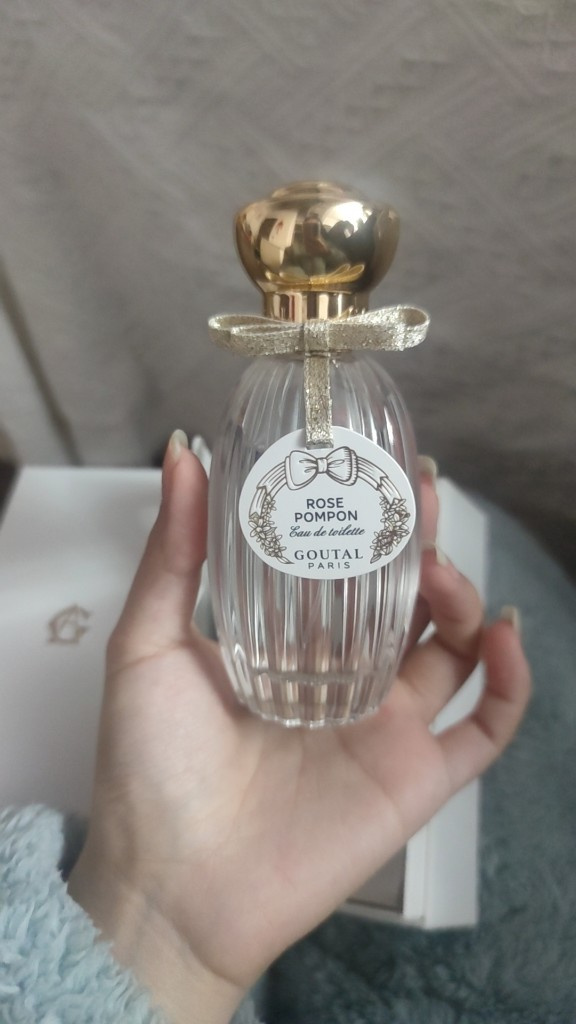 ROSE
POMPON
Eau de toilette
GOUTAL
PARIS